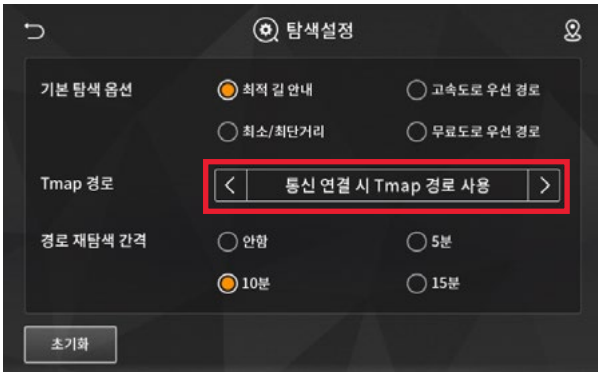 탐색설정
기본 탐색 옵션
최적 길 안내
고속도로 우선 경로
최소/최단거리
무료도로 우선 경로
Tmap 경로
통신 연결 시 Tmap 경로 사용
경로 재탐색 간격
안함
5분
10분
15분
초기화